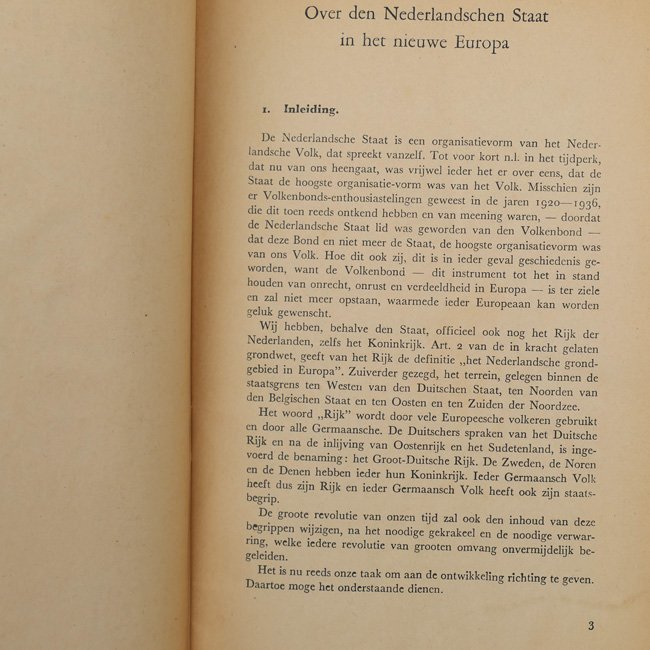 Over den Nederlandschen Staat
in het nieuwe Europa
1. Inleiding.
De Nederlandsche Staat is een organisatievorm van het Neder-
landsche Volk, dat spreekt vanzelf. Tot voor kort n.l. in het tijdperk,
dat nu van ons heengaat, was vrijwel ieder het er over eens, dat de
Staat de hoogste organisatie-vorm was van het Volk. Misschien zijn
er Volkenbonds-enthousiastelingen geweest in de jaren 1920—1936,
die dit toen reeds ontkend hebben en van meening waren, — doordat
de Nederlandsche Staat lid was geworden van den Volkenbond —
dat deze Bond en niet meer de Staat, de hoogste organisatievorm was
van ons Volk. Hoe dit ook zij, dit is in ieder geval geschiedenis ge-
worden, want de Volkenbond — dit instrument tot het in stand
houden van onrecht, onrust en verdeeldheid in Europa — is ter ziele
en zal niet meer opstaan, waarmede ieder Europeaan kan worden
geluk gewenscht.
Wij hebben, behalve den Staat, officieel ook nog het Rijk der
Nederlanden, zelfs het Koninkrijk. Art. 2 van de in kracht gelaten
grondwet, geeft van het Rijk de definitie „het Nederlandsche grond-
gebied in Europa”. Zuiverder gezegd, het terrein, gelegen binnen de
staatsgrens ten Westen van den Duitschen Staat, ten Noorden van
den Belgischen Staat en ten Oosten en ten Zuiden der Noordzee.
Het woord „Rijk” wordt door vele Europeesche volkeren gebruikt
en door alle Germaansche. De Duitschers spraken van het Duitsche
Rijk en na de inlijving van Oostenrijk en het Sudetenland, is inge-
voerd de benaming: het Groot-Duitsche Rijk. De Zweden, de Noren
en de Denen hebben ieder hun Koninkrijk. Ieder Germaansch Volk
heeft dus zijn Rijk en ieder Germaansch Volk heeft ook zijn staats-
begrip.
De groote revolutie van onzen tijd zal ook den inhoud van deze
begrippen wijzigen, na het noodige gekrakeel en de noodige verwar-
ring, welke iedere revolutie van grooten omvang onvermijdelijk be-
geleiden.
Het is nu reeds onze taak om aan de ontwikkeling richting te geven.
Daartoe moge het onderstaande dienen.
3